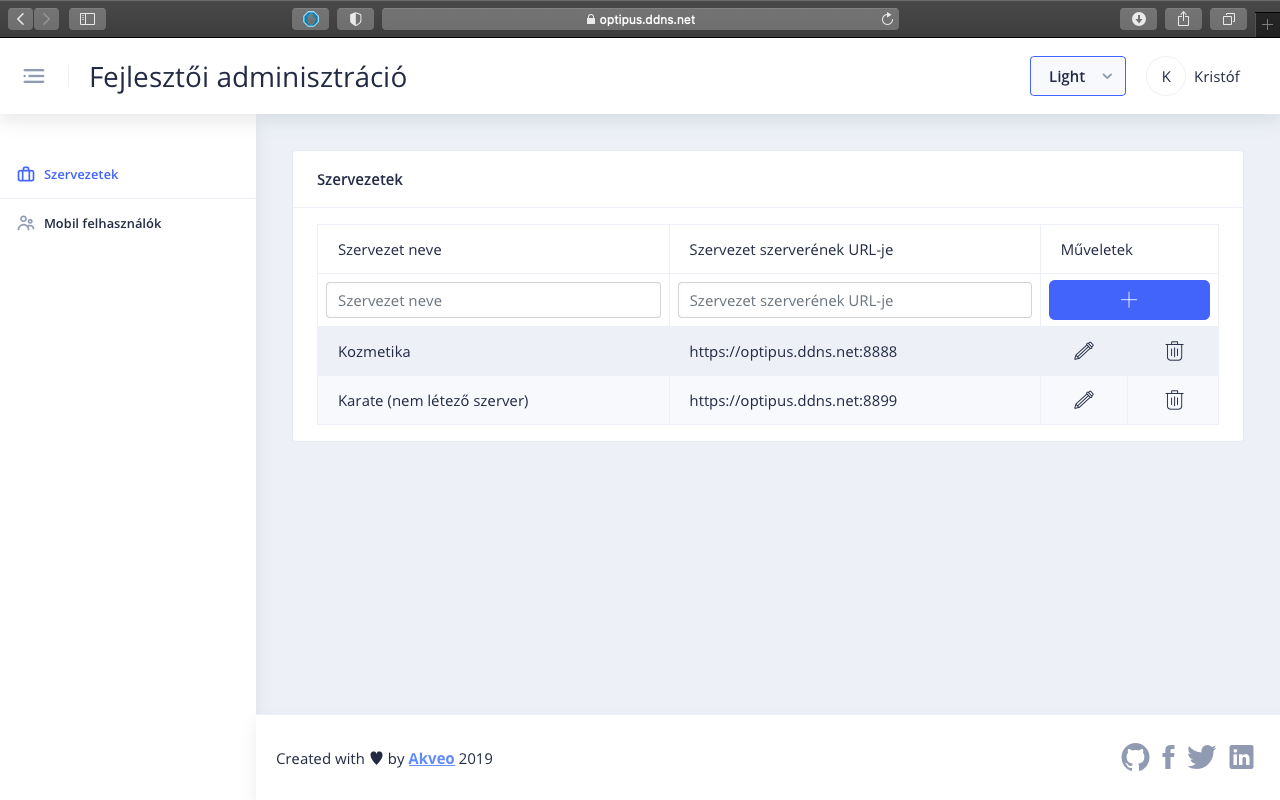 optipus.ddns.net
Fejlesztői adminisztráció
Light
K
Kristóf
Szervezetek
Mobil felhasználók
Szervezetek
Szervezet neve
Szervezet szerverének URL-je
Műveletek
Szervezet neve
Szervezet szerverének URL-je
Kozmetika
https://optipus.ddns.net:8888
Karate (nem létező szerver)
https://optipus.ddns.net:8899
Created with ♥ by Akveo 2019